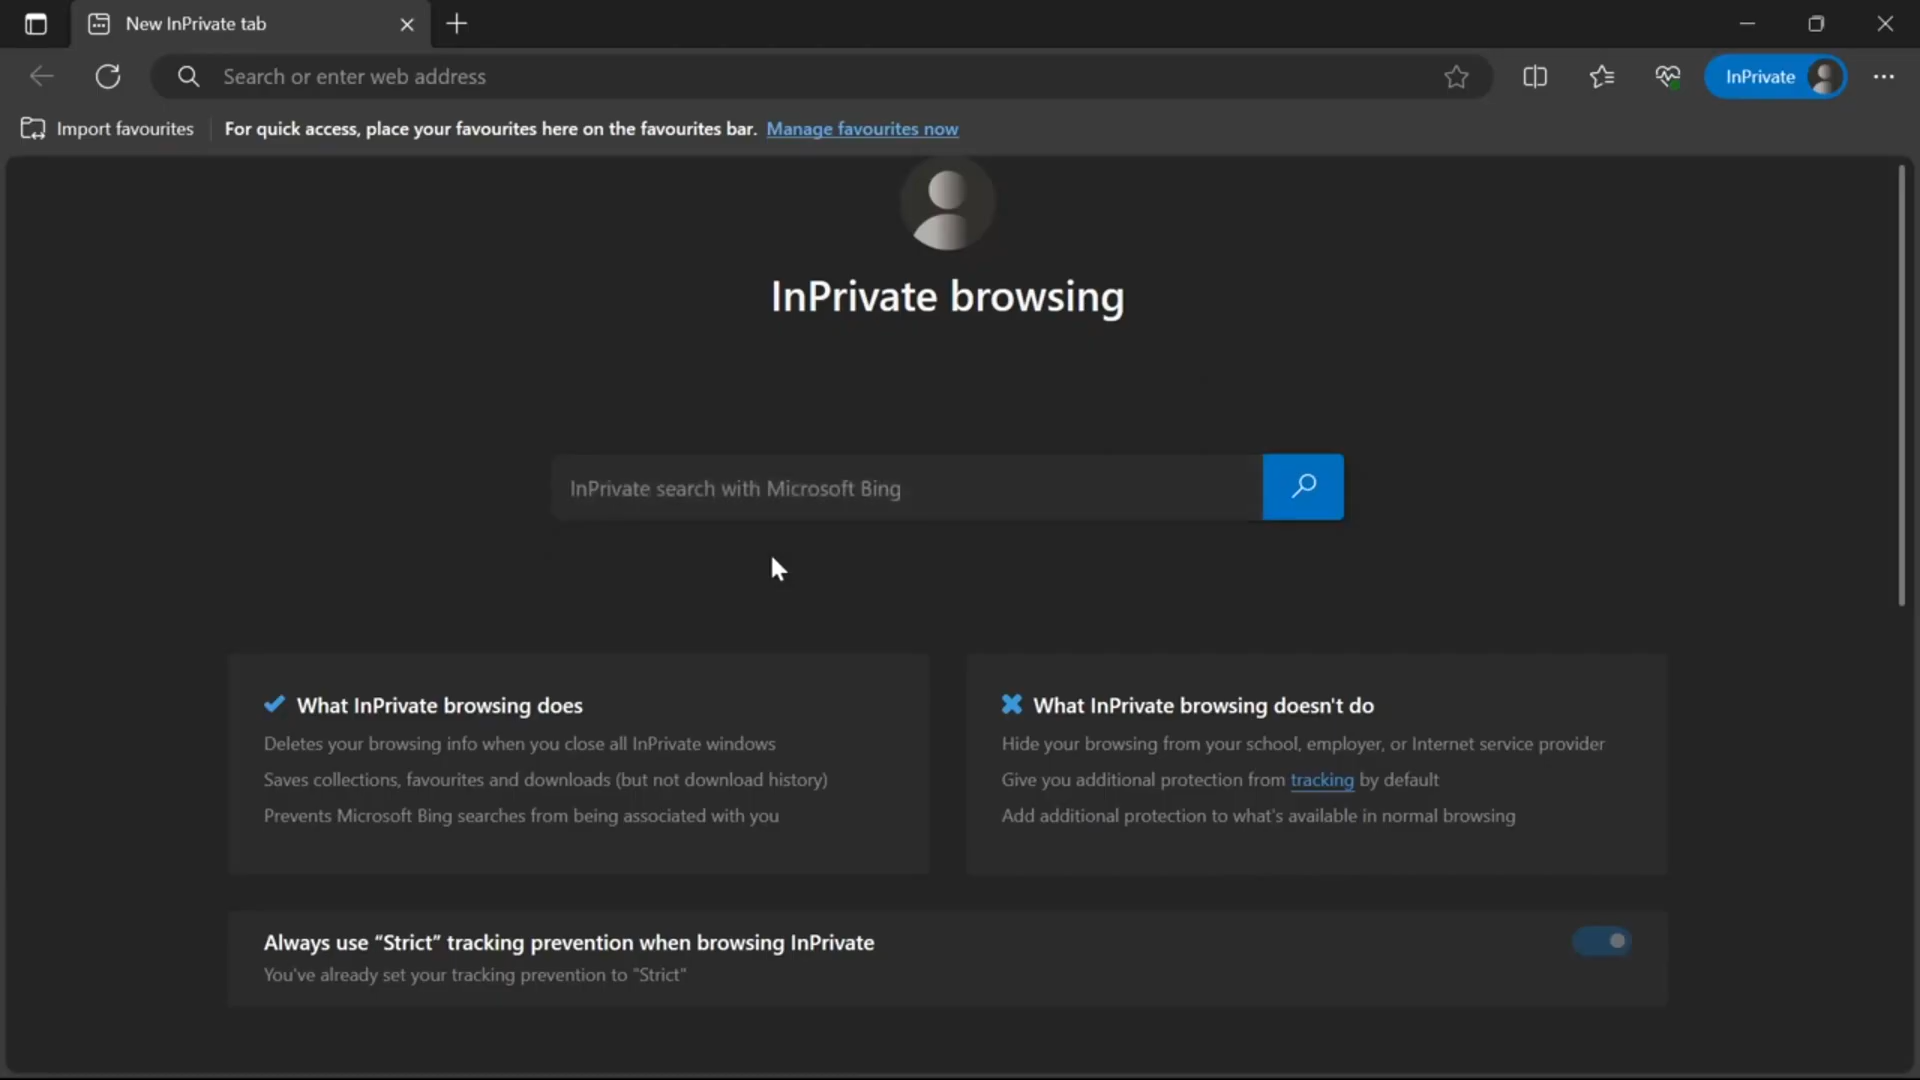 New InPrivate tab
Search or enter web address
InPrivate
Import favourites
For quick access, place your favourites here on the favourites bar. Manage favourites now
InPrivate browsing
InPrivate search with Microsoft Bing
What InPrivate browsing does
Deletes your browsing info when you close all InPrivate windows
Saves collections, favourites and downloads (but not download history)
Prevents Microsoft Bing searches from being associated with you
What InPrivate browsing doesn't do
Hide your browsing from your school, employer, or Internet service provider
Give you additional protection from tracking by default
Add additional protection to what's available in normal browsing
Always use “Strict” tracking prevention when browsing InPrivate
You've already set your tracking prevention to "Strict"